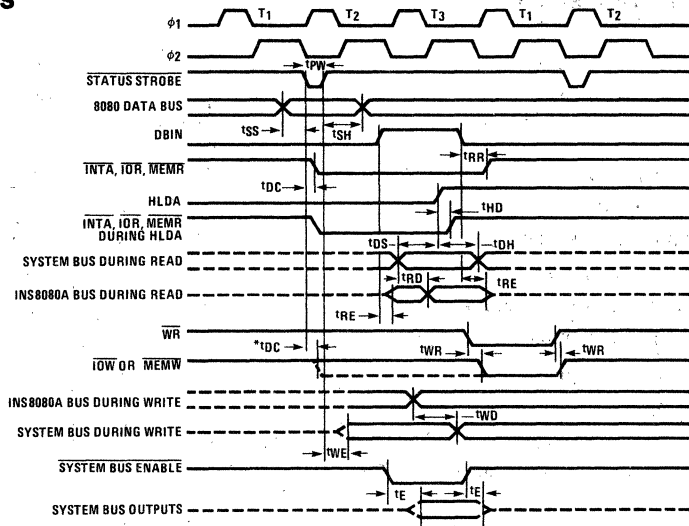 s
ϕ1 T1 T2 T3 T1 T2
ϕ2
tPW
STATUS STROBE
8080 DATA BUS
tSS tSH
DBIN
tRR
INTA, IOR, MEMR
tDC
HLDA
tHD
INTA, IOR, MEMR
DURING HLDA
tDS tDH
SYSTEM BUS DURING READ
tRD tRE
INS8080A BUS DURING READ
tRE
WR
*tDC tWR tWR
IOW OR MEMW
INS8080A BUS DURING WRITE
tWD
SYSTEM BUS DURING WRITE
tWE
SYSTEM BUS ENABLE
tE tE
SYSTEM BUS OUTPUTS